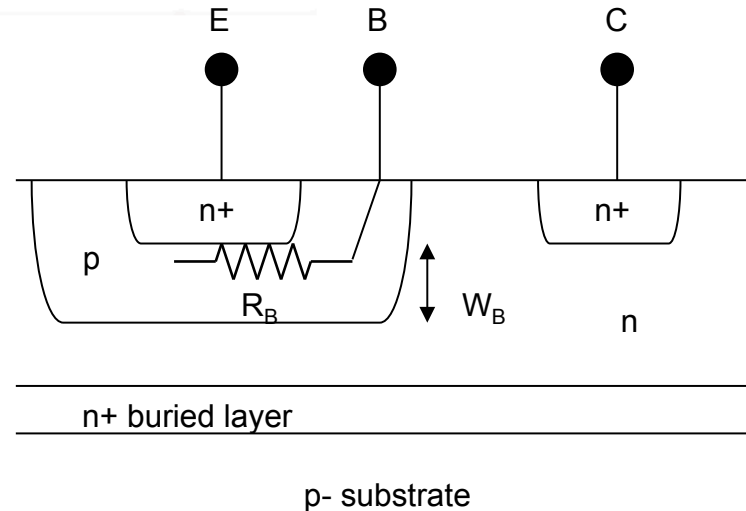 E B C
n+ n+
p
R_B W_B n
n+ buried layer
p- substrate